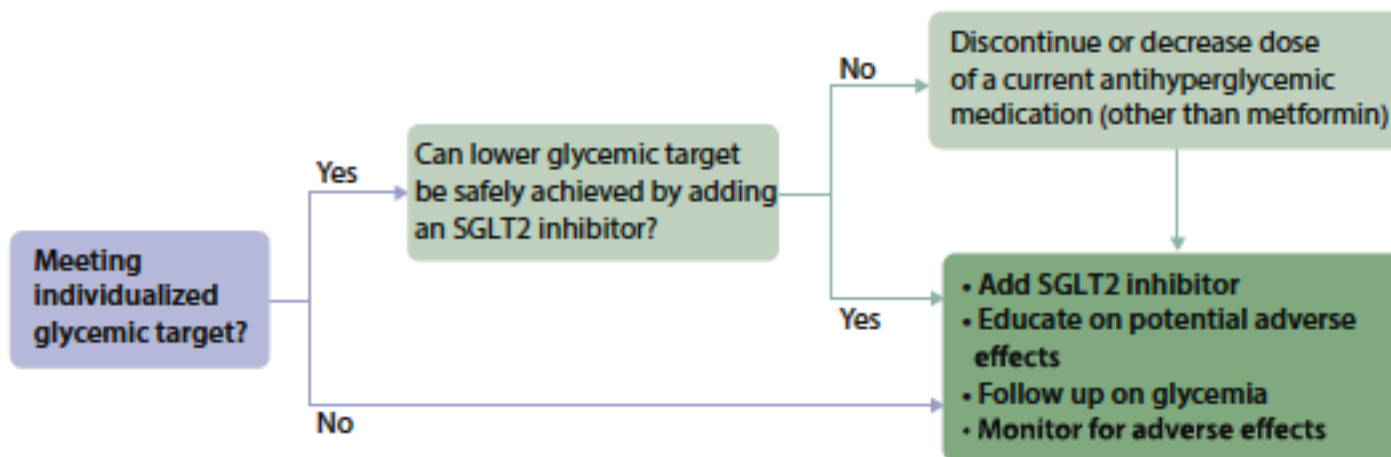 Meeting
individualized
glycemic target?
Yes
No
Can lower glycemic target
be safely achieved by adding
an SGLT2 inhibitor?
No
Yes
Discontinue or decrease dose
of a current antihyperglycemic
medication (other than metformin)
• Add SGLT2 inhibitor
• Educate on potential adverse
effects
• Follow up on glycemia
• Monitor for adverse effects